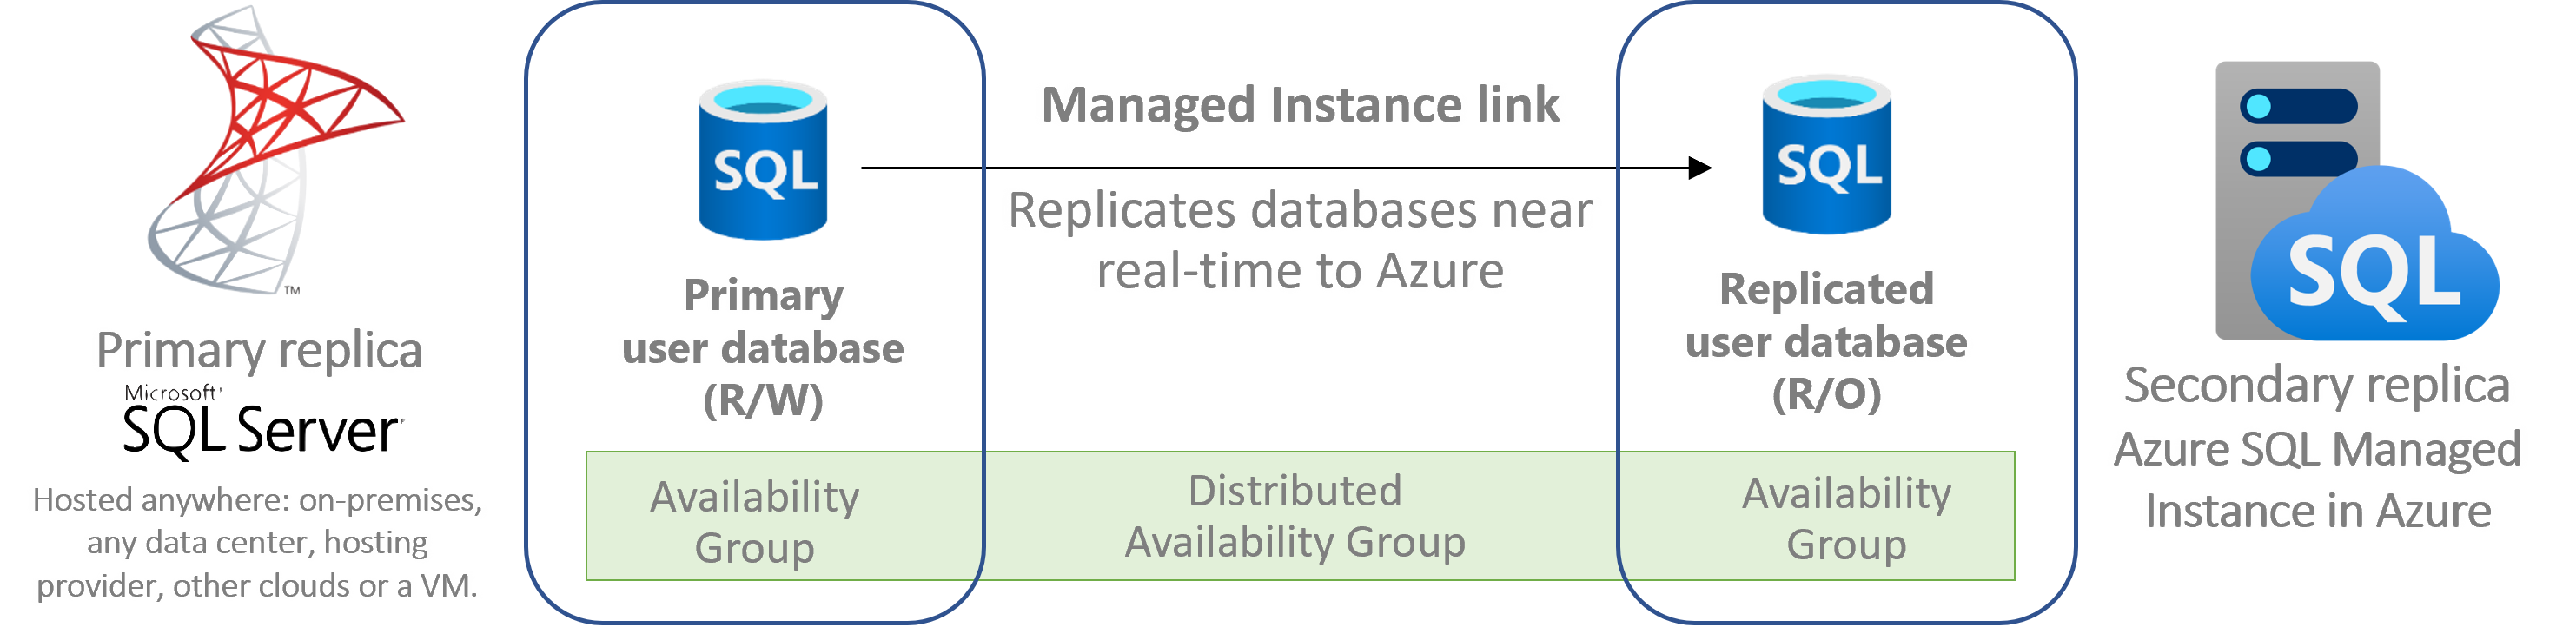 ™
Primary replica
Microsoft
SQL Server
Hosted anywhere: on-premises,
any data center, hosting
provider, other clouds or a VM.
SQL
Primary
user database
(R/W)
Availability
Group
Managed Instance link
Replicates databases near
real-time to Azure
Distributed
Availability Group
SQL
Replicated
user database
(R/O)
Availability
Group
SQL
Secondary replica
Azure SQL Managed
Instance in Azure